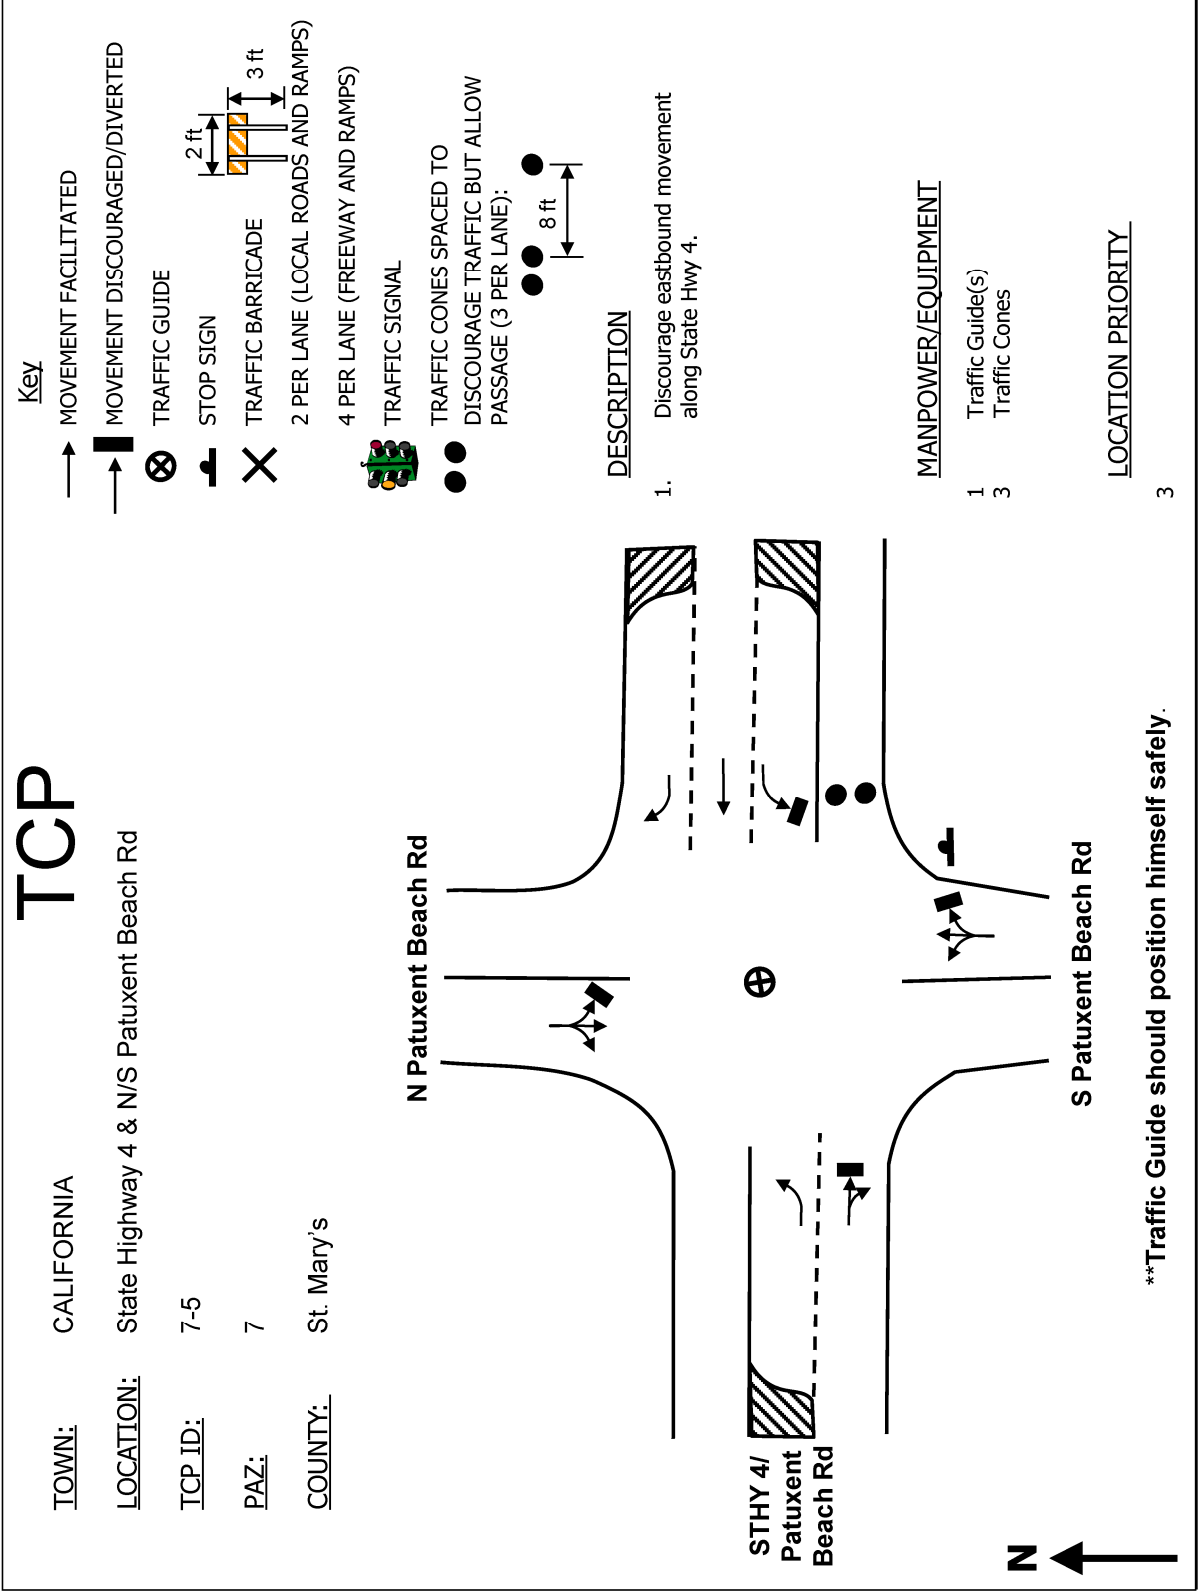 TCP
TOWN: CALIFORNIA
LOCATION: State Highway 4 & N/S Patuxent Beach Rd
TCP ID: 7-5
PAZ: 7
COUNTY: St. Mary's
N Patuxent Beach Rd
STHY 4/
Patuxent
Beach Rd
S Patuxent Beach Rd
N
**Traffic Guide should position himself safely.
Key
MOVEMENT FACILITATED
MOVEMENT DISCOURAGED/DIVERTED
TRAFFIC GUIDE
STOP SIGN
TRAFFIC BARRICADE
2 ft
3 ft
2 PER LANE (LOCAL ROADS AND RAMPS)
4 PER LANE (FREEWAY AND RAMPS)
TRAFFIC SIGNAL
TRAFFIC CONES SPACED TO
DISCOURAGE TRAFFIC BUT ALLOW
PASSAGE (3 PER LANE):
8 ft
DESCRIPTION
1. Discourage eastbound movement
along State Hwy 4.
MANPOWER/EQUIPMENT
1 Traffic Guide(s)
3 Traffic Cones
LOCATION PRIORITY
3